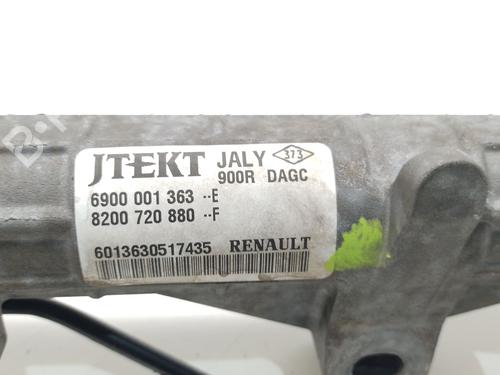 JTEKT JALY 373
900R DAGC
6900 001 363 --E
8200 720 880 --F
6013630517435 RENAULT